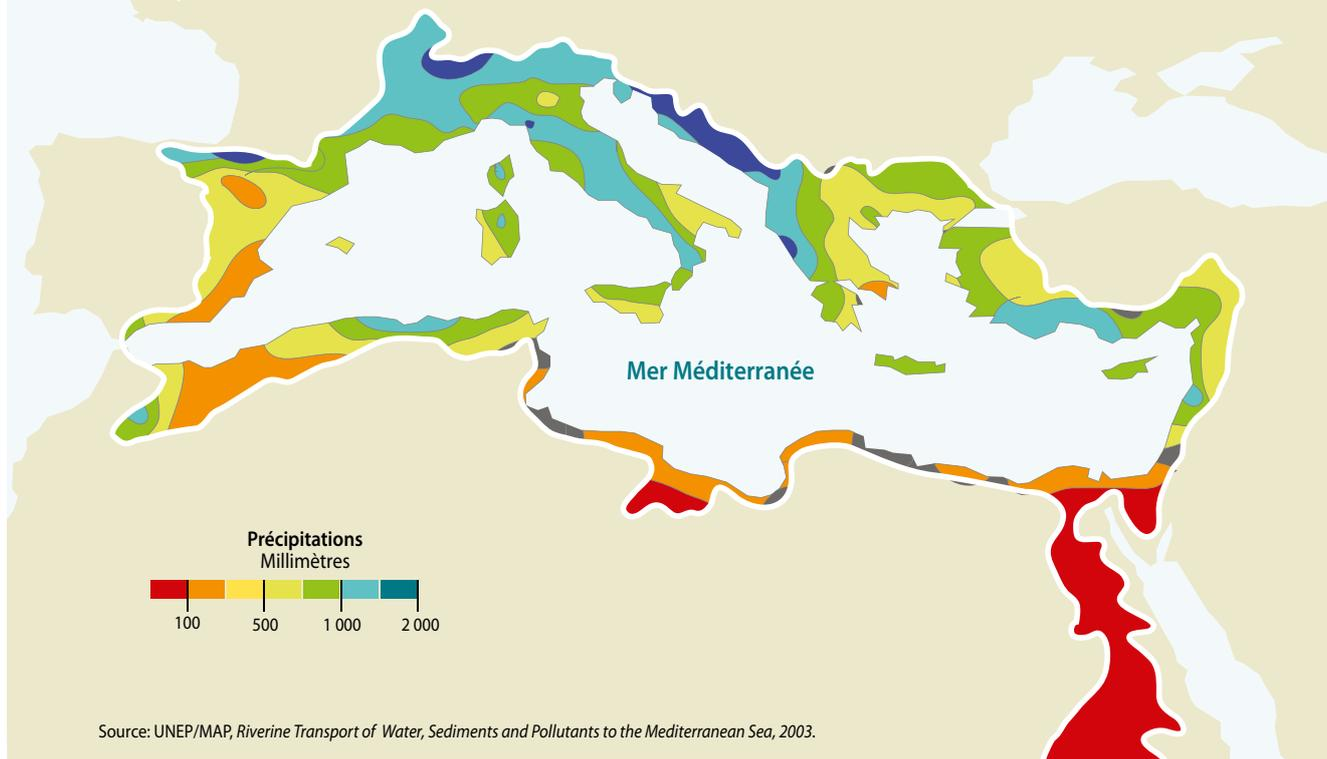 Mer Méditerranée
Précipitations
Millimètres
100 500 1 000 2 000
Source: UNEP/MAP, Riverine Transport of Water, Sediments and Pollutants to the Mediterranean Sea, 2003.